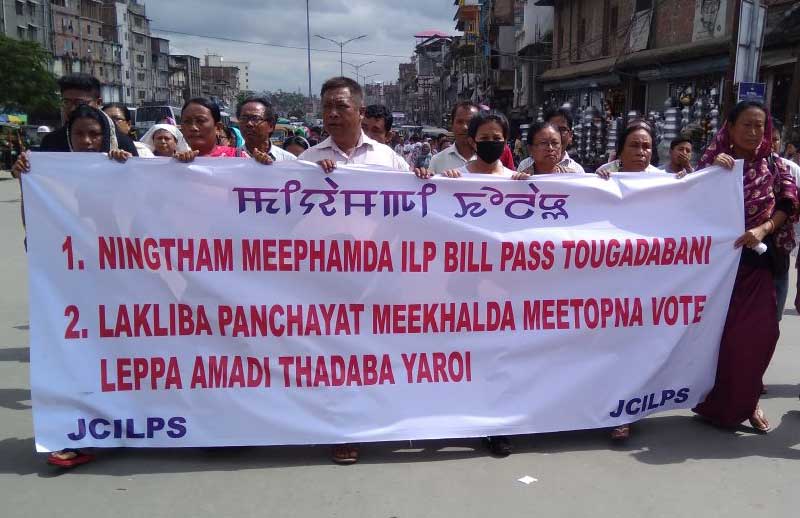 1. NINGTHAM MEEPHAMDA ILP BILL PASS TOUGADABANI
2. LAKLIBA PANCHAYAT MEEKHALDA MEETOPNA VOTE
LEPPA AMADI THADABA YAROI
JCILPS
JCILPS